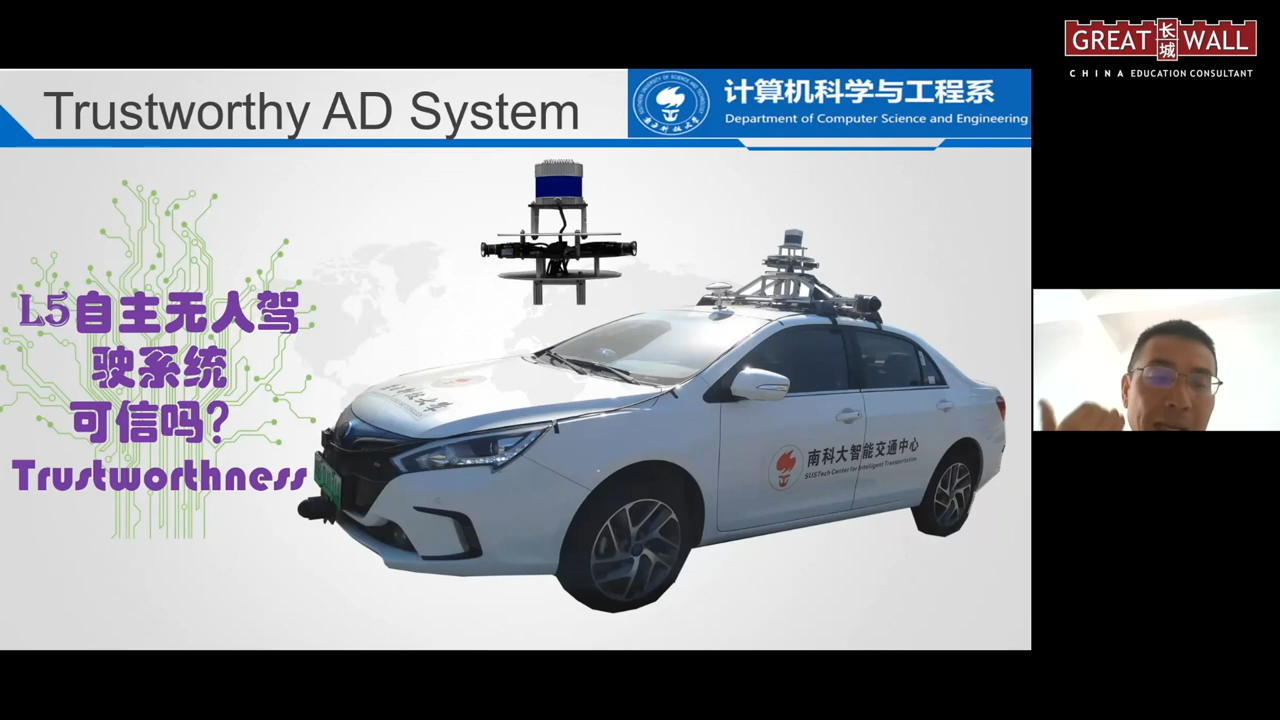 GREAT 长城 WALL
CHINA EDUCATION CONSULTANT
Trustworthy AD System
计算机科学与工程系
Department of Computer Science and Engineering
L5自主无人驾
驶系统
可信吗?
Trustworthness
南科大智能交通中心
SUSTech Center for Intelligent Transportation